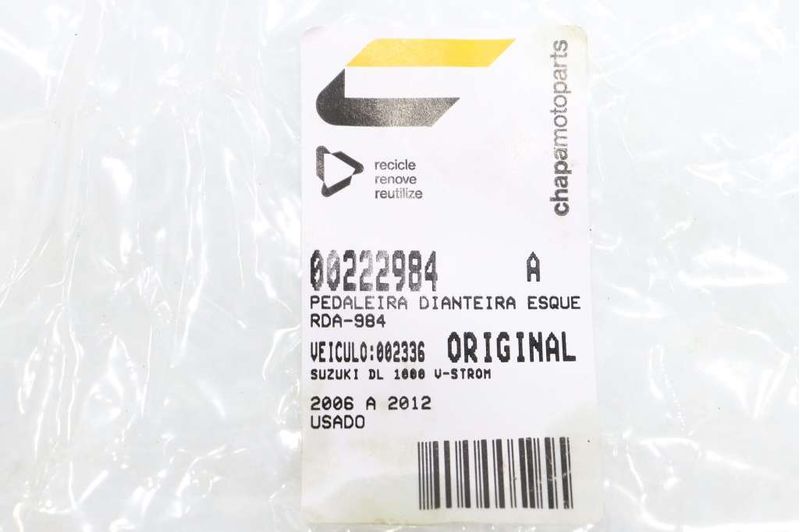 chapamotoparts
recicle
renove
reutilize
00222984 A
PEDALEIRA DIANTEIRA ESQUE
RDA-984
VEICULO:002336 ORIGINAL
SUZUKI DL 1000 V-STROM
2006 A 2012
USADO